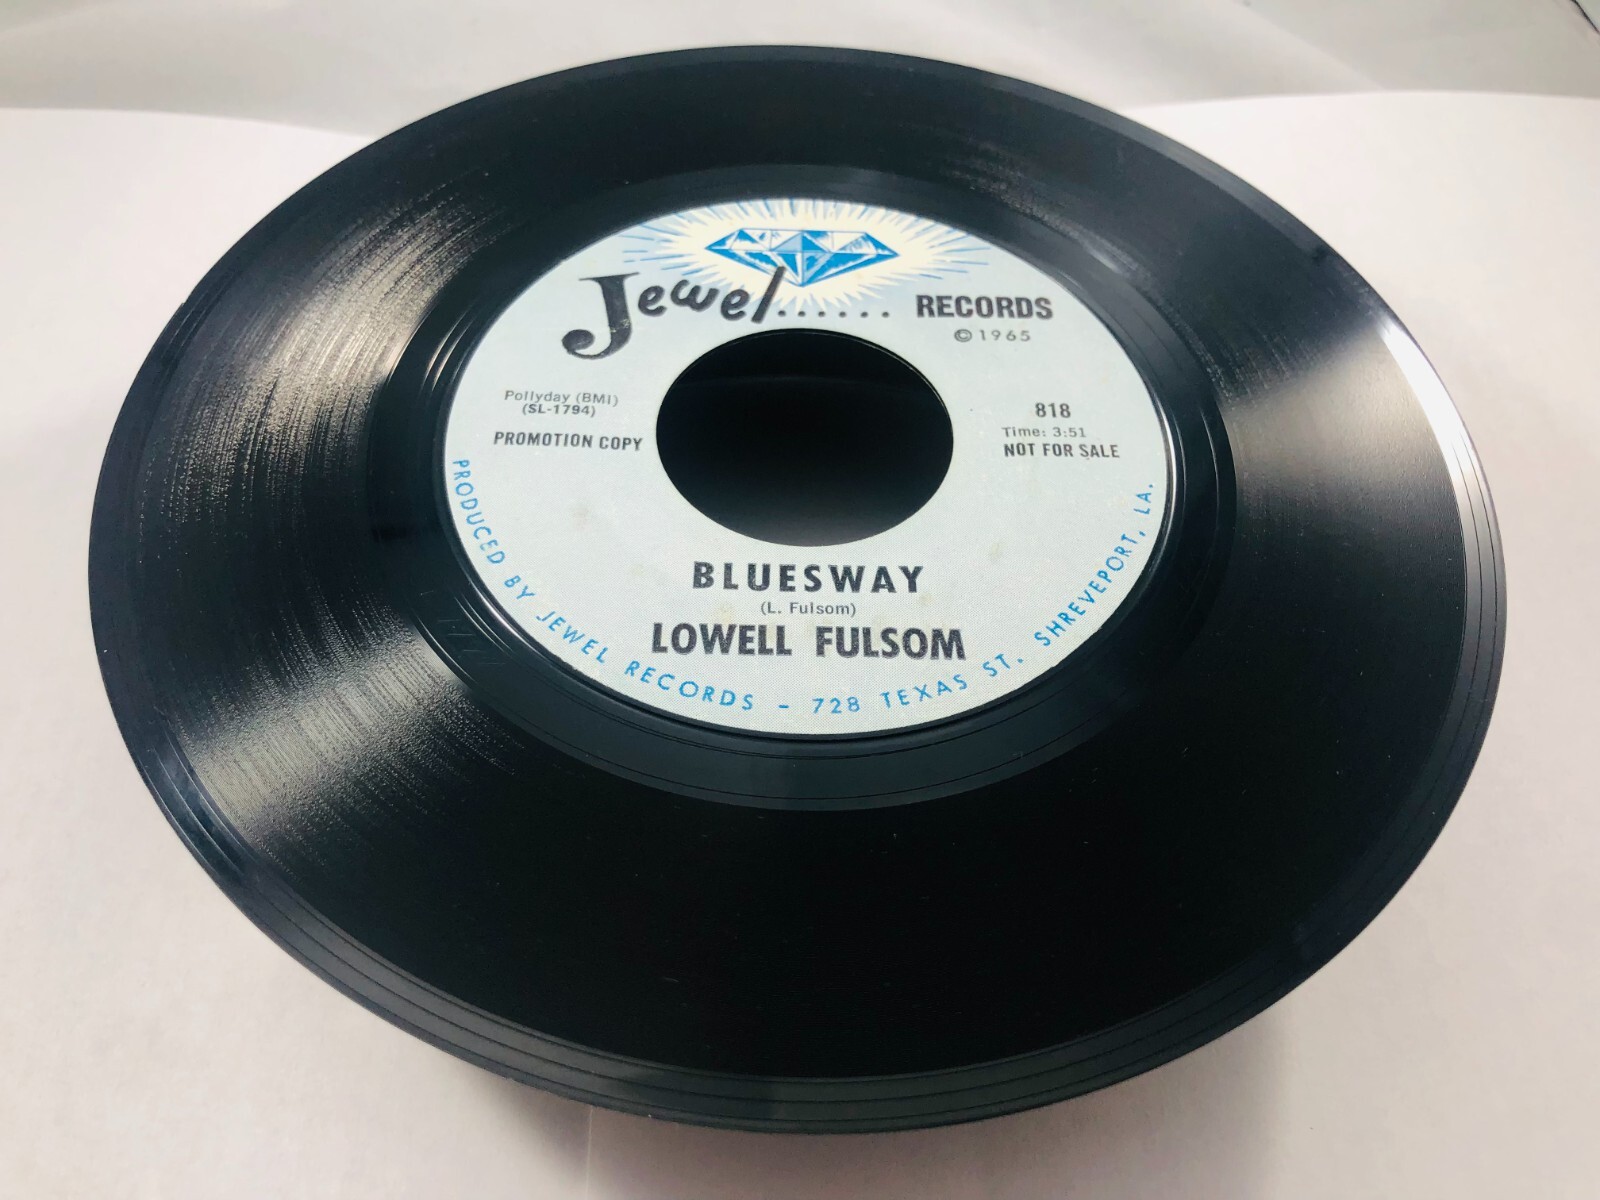 Jewel...... RECORDS
© 1965
Pollyday (BMI)
(SL-1794)
PROMOTION COPY
818
Time: 3:51
NOT FOR SALE
BLUESWAY
(L. Fulsom)
LOWELL FULSOM
PRODUCED BY JEWEL RECORDS - 728 TEXAS ST. SHREVEPORT, LA.